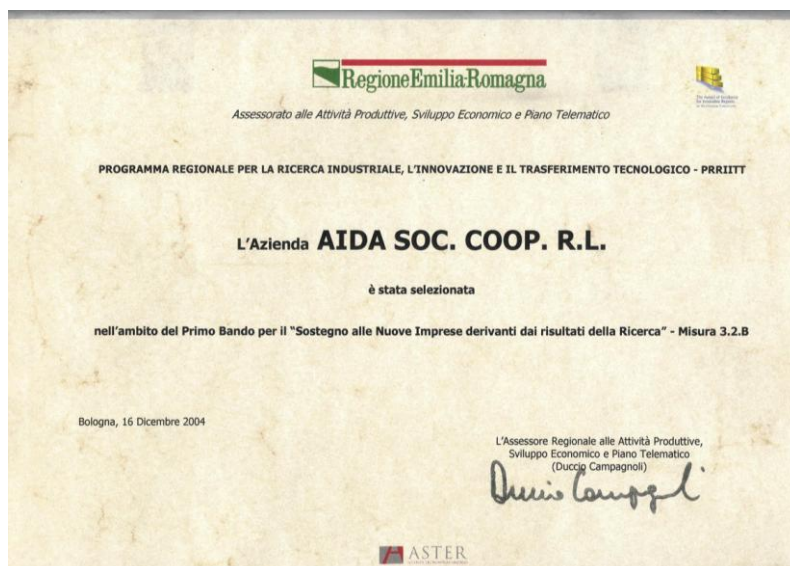 RegioneEmilia-Romagna
Assessorato alle Attività Produttive, Sviluppo Economico e Piano Telematico
PROGRAMMA REGIONALE PER LA RICERCA INDUSTRIALE, L'INNOVAZIONE E IL TRASFERIMENTO TECNOLOGICO - PRRIITT
L'Azienda AIDA SOC. COOP. R.L.
è stata selezionata
nell'ambito del Primo Bando per il "Sostegno alle Nuove Imprese derivanti dai risultati della Ricerca" - Misura 3.2.B
Bologna, 16 Dicembre 2004
L'Assessore Regionale alle Attività Produttive,
Sviluppo Economico e Piano Telematico
(Duccio Campagnoli)
Duccio Campagnoli
ASTER